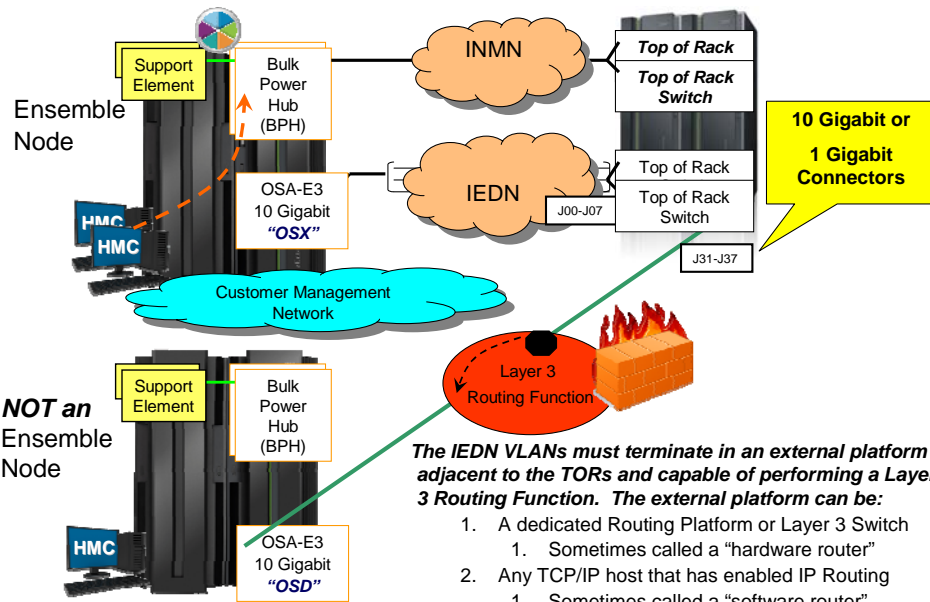 Support
Element
Bulk
Power
Hub
(BPH)
INMN
Top of Rack
Top of Rack
Switch
Ensemble
Node
10 Gigabit or
1 Gigabit
Connectors
OSA-E3
10 Gigabit
“OSX”
IEDN
Top of Rack
Top of Rack
Switch
J00-J07
J31-J37
HMC
HMC
Customer Management
Network
Layer 3
Routing Function
NOT an
Ensemble
Node
Support
Element
Bulk
Power
Hub
(BPH)
HMC
OSA-E3
10 Gigabit
“OSD”
The IEDN VLANs must terminate in an external platform
adjacent to the TORs and capable of performing a Layer
3 Routing Function. The external platform can be:
1. A dedicated Routing Platform or Layer 3 Switch
1. Sometimes called a “hardware router”
2. Any TCP/IP host that has enabled IP Routing
1. Sometimes called a “software router”